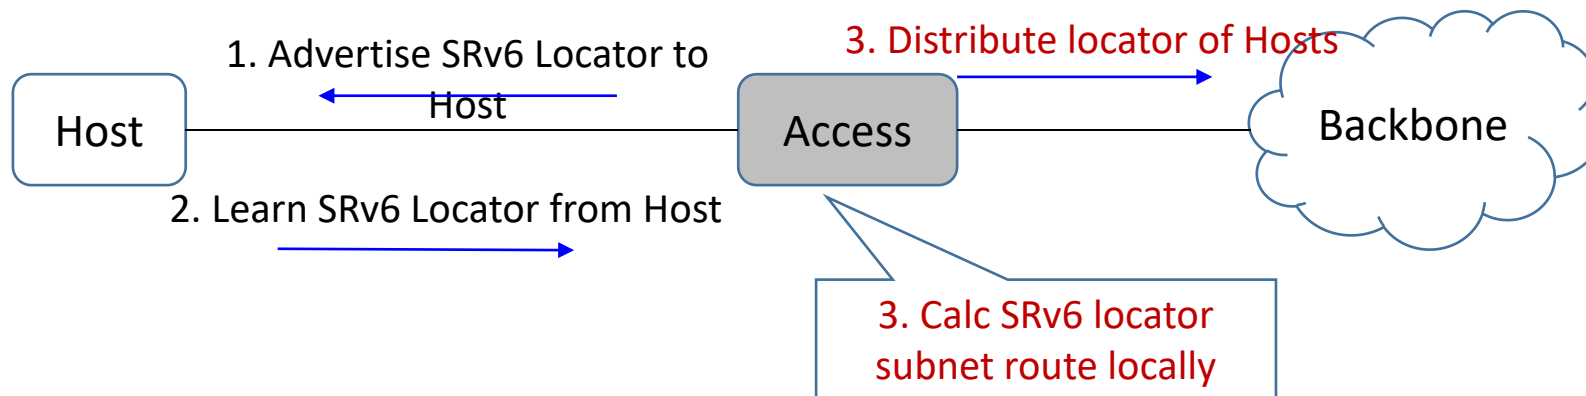 1. Advertise SRv6 Locator to
Host
3. Distribute locator of Hosts
Host
Access
Backbone
2. Learn SRv6 Locator from Host
3. Calc SRv6 locator
subnet route locally